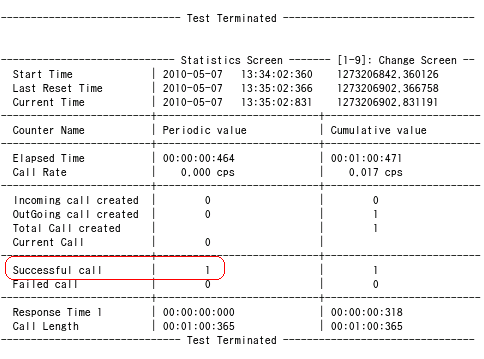 ---------------------------- Test Terminated ------------------------------
--------------------------- Statistics Screen ------- [1-9]: Change Screen --
Start Time | 2010-05-07 13:34:02:360 1273206842.360126
Last Reset Time | 2010-05-07 13:35:02:366 1273206902.366758
Current Time | 2010-05-07 13:35:02:831 1273206902.831191
Counter Name | Periodic value | Cumulative value
Elapsed Time | 00:00:00:464 | 00:01:00:471
Call Rate | 0.000 cps | 0.017 cps
Incoming call created | 0 | 0
OutGoing call created | 0 | 1
Total Call created | | 1
Current Call | 0 |
Successful call | 1 | 1
Failed call | 0 | 0
Response Time 1 | 00:00:00:000 | 00:00:00:318
Call Length | 00:01:00:365 | 00:01:00:365
---------------------------- Test Terminated ------------------------------